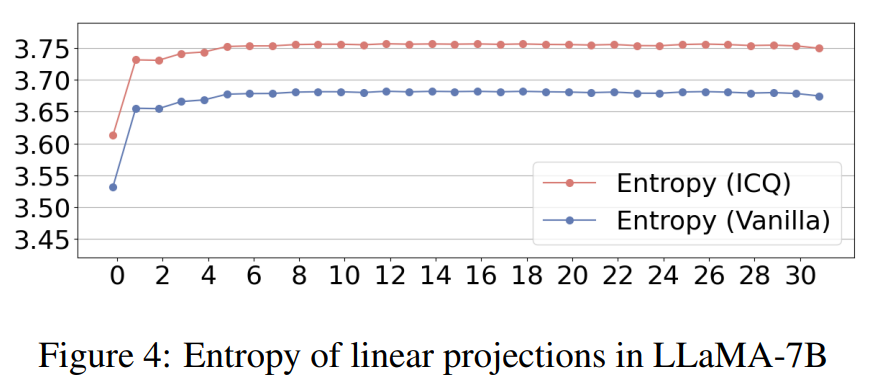 3.75
3.70
3.65
3.60
3.55
3.50
3.45
Entropy (ICQ)
Entropy (Vanilla)
0 2 4 6 8 10 12 14 16 18 20 22 24 26 28 30
Figure 4: Entropy of linear projections in LLaMA-7B